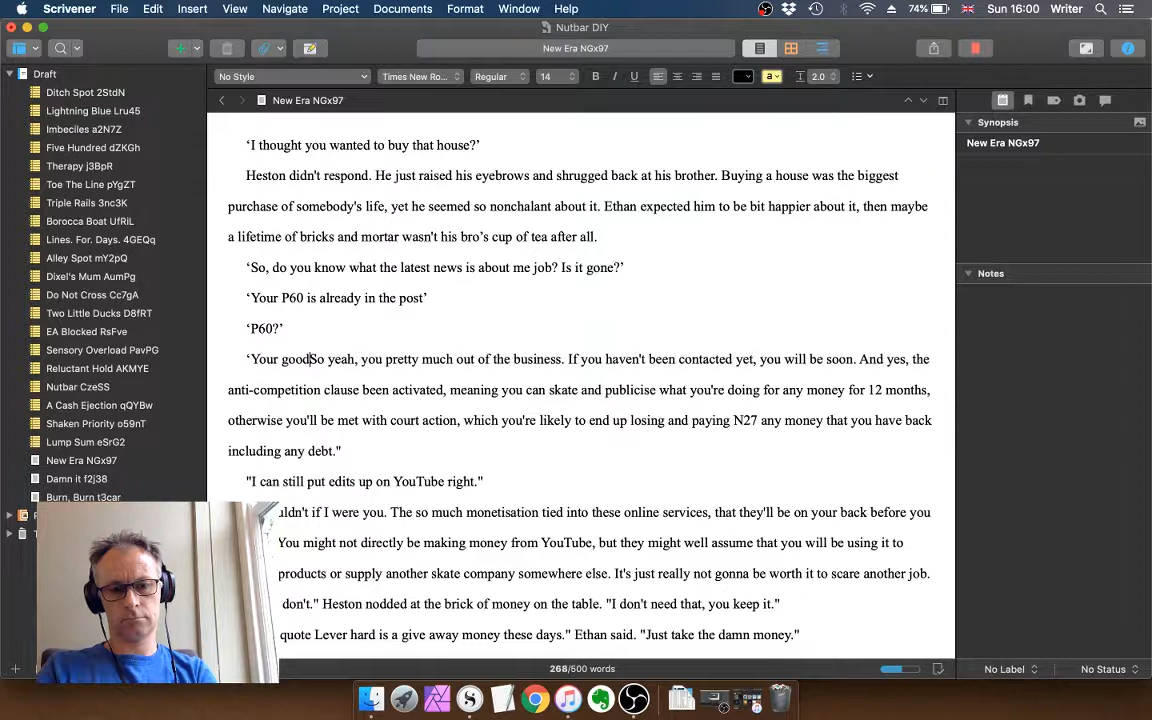 Scrivener File Edit Insert View Navigate Project Documents Format Window Help 74% Sun 16:00 Writer
Nutbar DIY
New Era NGx97
No Style Times New Ro... Regular 14 B I U a 2.0
Draft
Ditch Spot 2StdN
Lightning Blue Lru45
Imbeciles a2N7Z
Five Hundred dZKGh
Therapy j3BpR
Toe The Line pYgZT
Triple Rails 3nc3K
Borocca Boat UfRiL
Lines. For. Days. 4GEQq
Alley Spot mY2pQ
Dixel's Mum AumPg
Do Not Cross Cc7gA
Two Little Ducks D8fRT
EA Blocked RsFve
Sensory Overload PavPG
Reluctant Hold AKMYE
Nutbar CzeSS
A Cash Ejection qQYBw
Shaken Priority o59nT
Lump Sum eSrG2
New Era NGx97
Damn it f2j38
Burn, Burn t3car
New Era NGx97
‘I thought you wanted to buy that house?’
Heston didn't respond. He just raised his eyebrows and shrugged back at his brother. Buying a house was the biggest
purchase of somebody's life, yet he seemed so nonchalant about it. Ethan expected him to be bit happier about it, then maybe
a lifetime of bricks and mortar wasn't his bro’s cup of tea after all.
‘So, do you know what the latest news is about me job? Is it gone?’
‘Your P60 is already in the post’
‘P60?’
‘Your goodSo yeah, you pretty much out of the business. If you haven't been contacted yet, you will be soon. And yes, the
anti-competition clause been activated, meaning you can skate and publicise what you're doing for any money for 12 months,
otherwise you'll be met with court action, which you're likely to end up losing and paying N27 any money that you have back
including any debt."
"I can still put edits up on YouTube right."
uldn't if I were you. The so much monetisation tied into these online services, that they'll be on your back before you
You might not directly be making money from YouTube, but they might well assume that you will be using it to
products or supply another skate company somewhere else. It's just really not gonna be worth it to scare another job.
don't." Heston nodded at the brick of money on the table. "I don't need that, you keep it."
quote Lever hard is a give away money these days." Ethan said. "Just take the damn money."
268/500 words
Synopsis
New Era NGx97
Notes
No Label No Status